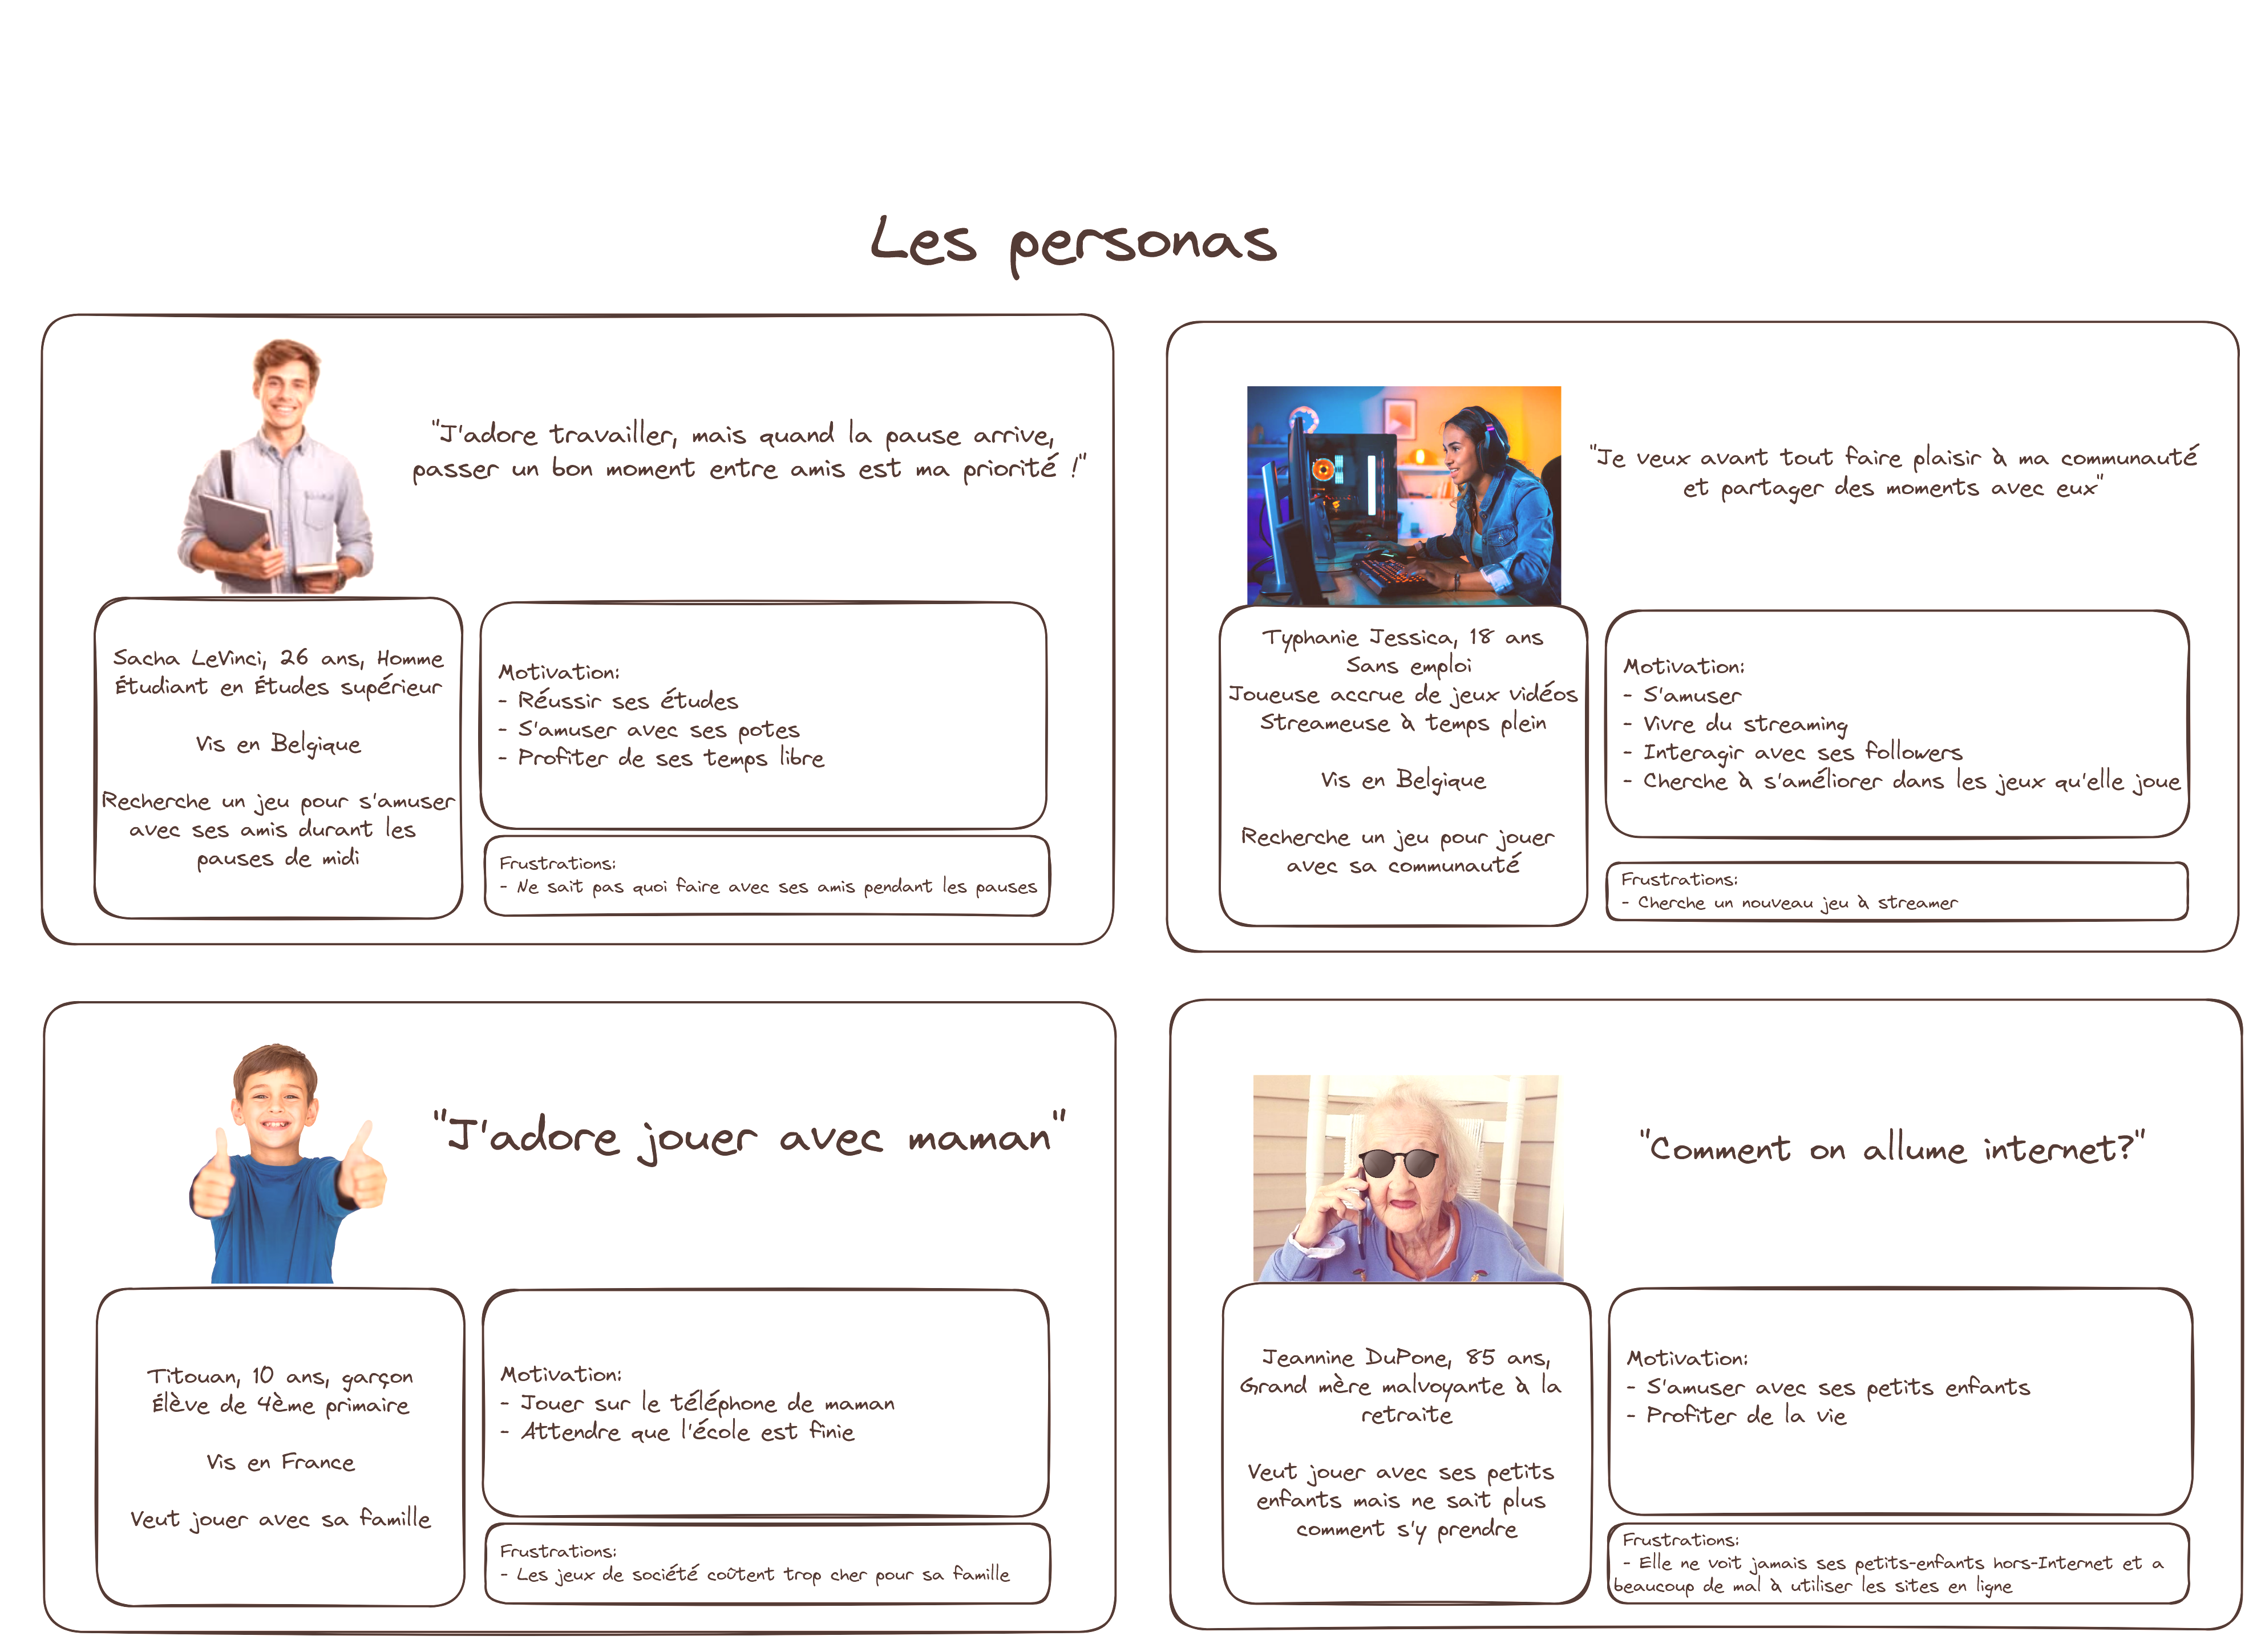 Les personas
"J'adore travailler, mais quand la pause arrive,
passer un bon moment entre amis est ma priorité !"
Sacha LeVinci, 26 ans, Homme
Étudiant en Études supérieur
Vis en Belgique
Recherche un jeu pour s'amuser
avec ses amis durant les
pauses de midi
Motivation:
- Réussir ses études
- S'amuser avec ses potes
- Profiter de ses temps libre
Frustrations:
- Ne sait pas quoi faire avec ses amis pendant les pauses
"Je veux avant tout faire plaisir à ma communauté
et partager des moments avec eux"
Typhanie Jessica, 18 ans
Sans emploi
Joueuse accrue de jeux vidéos
Streameuse à temps plein
Vis en Belgique
Recherche un jeu pour jouer
avec sa communauté
Motivation:
- S'amuser
- Vivre du streaming
- Interagir avec ses followers
- Cherche à s'améliorer dans les jeux qu'elle joue
Frustrations:
- Cherche un nouveau jeu à streamer
"J'adore jouer avec maman"
Titouan, 10 ans, garçon
Élève de 4ème primaire
Vis en France
Veut jouer avec sa famille
Motivation:
- Jouer sur le téléphone de maman
- Attendre que l'école est finie
Frustrations:
- Les jeux de société coûtent trop cher pour sa famille
"Comment on allume internet?"
Jeannine DuPone, 85 ans,
Grand mère malvoyante à la
retraite
Veut jouer avec ses petits
enfants mais ne sait plus
comment s'y prendre
Motivation:
- S'amuser avec ses petits enfants
- Profiter de la vie
Frustrations:
- Elle ne voit jamais ses petits-enfants hors-Internet et a
beaucoup de mal à utiliser les sites en ligne